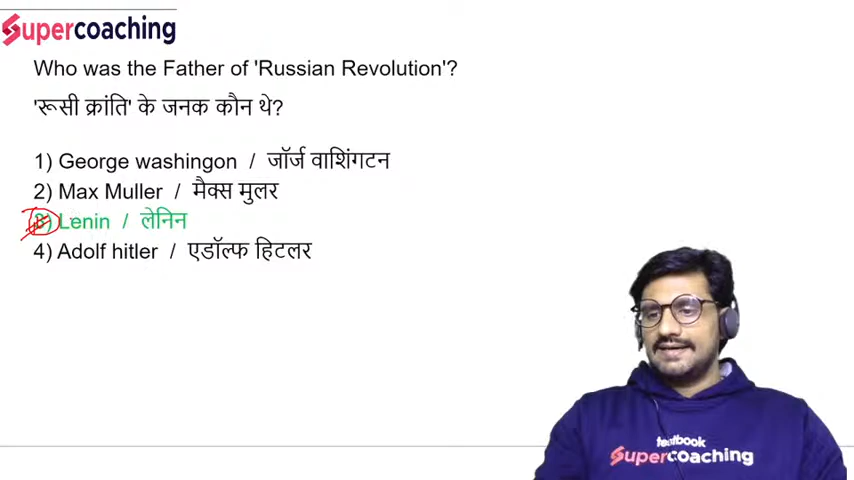 Supercoaching
Who was the Father of 'Russian Revolution'?
'रूसी क्रांति' के जनक कौन थे?
1) George washingon / जॉर्ज वाशिंगटन
2) Max Muller / मैक्स मुलर
3) Lenin / लेनिन
4) Adolf hitler / एडॉल्फ हिटलर
testbook
Supercoaching